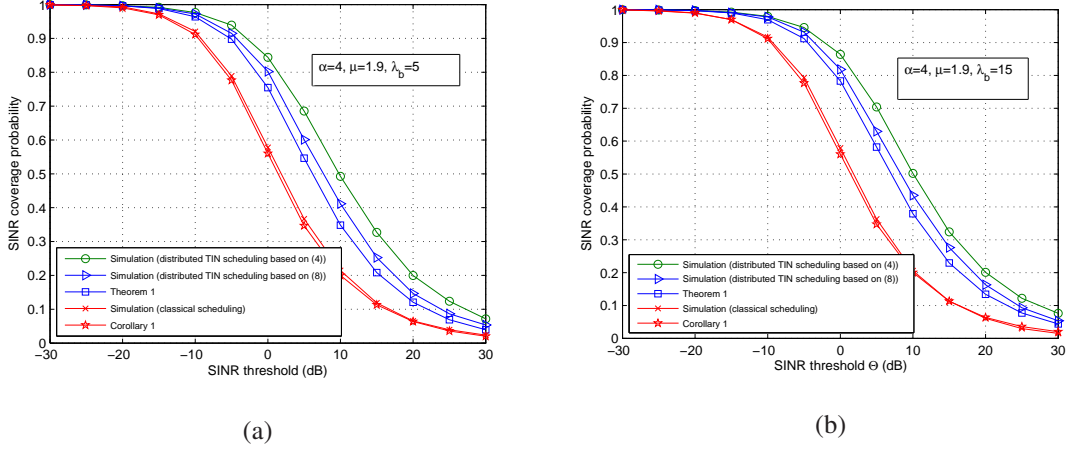 1
0.9
0.8
0.7
0.6
0.5
0.4
0.3
0.2
0.1
0
SINR coverage probability
α=4, μ=1.9, λ_b=5
Simulation (distributed TIN scheduling based on (4))
Simulation (distributed TIN scheduling based on (8))
Theorem 1
Simulation (classical scheduling)
Corollary 1
−30 −20 −10 0 10 20 30
SINR threshold (dB)
(a)
1
0.9
0.8
0.7
0.6
0.5
0.4
0.3
0.2
0.1
0
SINR coverage probability
α=4, μ=1.9, λ_b=15
Simulation (distributed TIN scheduling based on (4))
Simulation (distributed TIN scheduling based on (8))
Theorem 1
Simulation (classical scheduling)
Corollary 1
−30 −20 −10 0 10 20 30
SINR threshold Θ (dB)
(b)